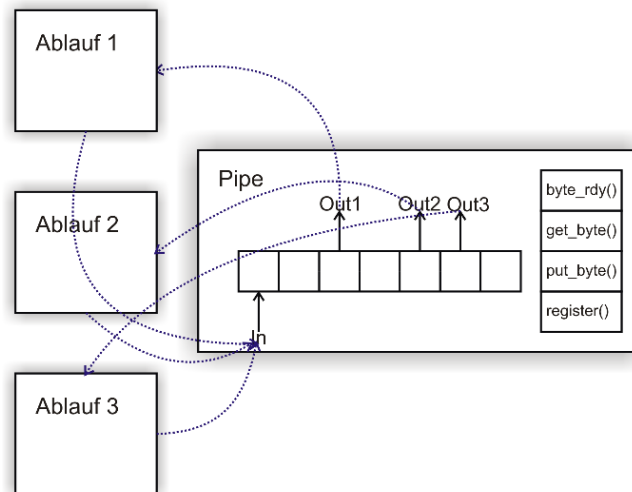 Ablauf 1
Ablauf 2
Ablauf 3
Pipe
Out1
Out2
Out3
In
byte_rdy()
get_byte()
put_byte()
register()